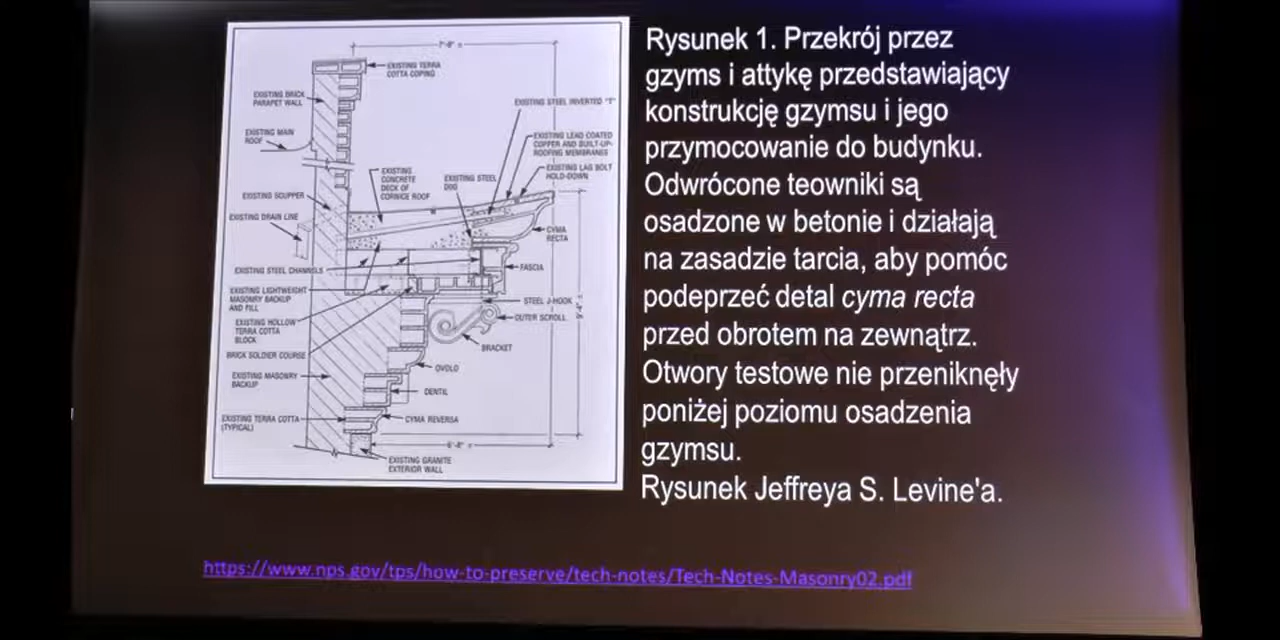 7'-8" ±
EXISTING TERRA
COTTA COPING
EXISTING BRICK
PARAPET WALL
EXISTING STEEL INVERTED "T"
EXISTING MAIN
ROOF
EXISTING LEAD COATED
COPPER AND BUILT-UP-
ROOFING MEMBRANES
EXISTING LAG BOLT
HOLD-DOWN
EXISTING
CONCRETE
DECK OF
CORNICE ROOF
EXISTING STEEL
DOG
EXISTING SCUPPER
EXISTING DRAIN LINE
CYMA
RECTA
EXISTING STEEL CHANNELS
FASCIA
EXISTING LIGHTWEIGHT
MASONRY BACKUP
AND FILL
STEEL J-HOOK
OUTER SCROLL
EXISTING HOLLOW
TERRA COTTA
BLOCK
BRACKET
BRICK SOLDIER COURSE
OVOLO
EXISTING MASONRY
BACKUP
DENTIL
EXISTING TERRA COTTA
(TYPICAL)
CYMA REVERSA
EXISTING GRANITE
EXTERIOR WALL
Rysunek 1. Przekrój przez
gzyms i attykę przedstawiający
konstrukcję gzymsu i jego
przymocowanie do budynku.
Odwrócone teowniki są
osadzone w betonie i działają
na zasadzie tarcia, aby pomóc
podeprzeć detal cyma recta
przed obrotem na zewnątrz.
Otwory testowe nie przeniknęły
poniżej poziomu osadzenia
gzymsu.
Rysunek Jeffreya S. Levine'a.
https://www.nps.gov/tps/how-to-preserve/tech-notes/Tech-Notes-Masonry02.pdf